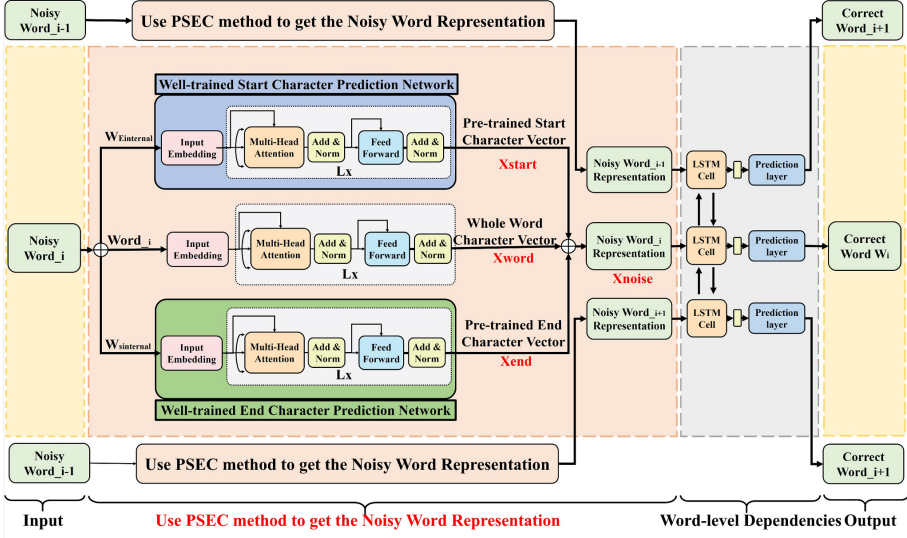 Noisy
Word_i-1
Use PSEC method to get the Noisy Word Representation
Correct
Word_i+1
Well-trained Start Character Prediction Network
WEinternal
Input
Embedding
Multi-Head
Attention
Add &
Norm
Feed
Forward
Add &
Norm
Lx
Pre-trained Start
Character Vector
Xstart
Noisy Word_i-1
Representation
LSTM
Cell
Prediction
layer
Noisy
Word_i
Word_i
Input
Embedding
Multi-Head
Attention
Add &
Norm
Feed
Forward
Add &
Norm
Lx
Whole Word
Character Vector
Xword
Noisy Word_i
Representation
Xnoise
LSTM
Cell
Prediction
layer
Correct
Word Wi
Wsinternal
Input
Embedding
Multi-Head
Attention
Add &
Norm
Feed
Forward
Add &
Norm
Lx
Pre-trained End
Character Vector
Xend
Noisy Word_i+1
Representation
LSTM
Cell
Prediction
layer
Well-trained End Character Prediction Network
Noisy
Word_i-1
Use PSEC method to get the Noisy Word Representation
Correct
Word_i+1
Input
Use PSEC method to get the Noisy Word Representation
Word-level Dependencies
Output